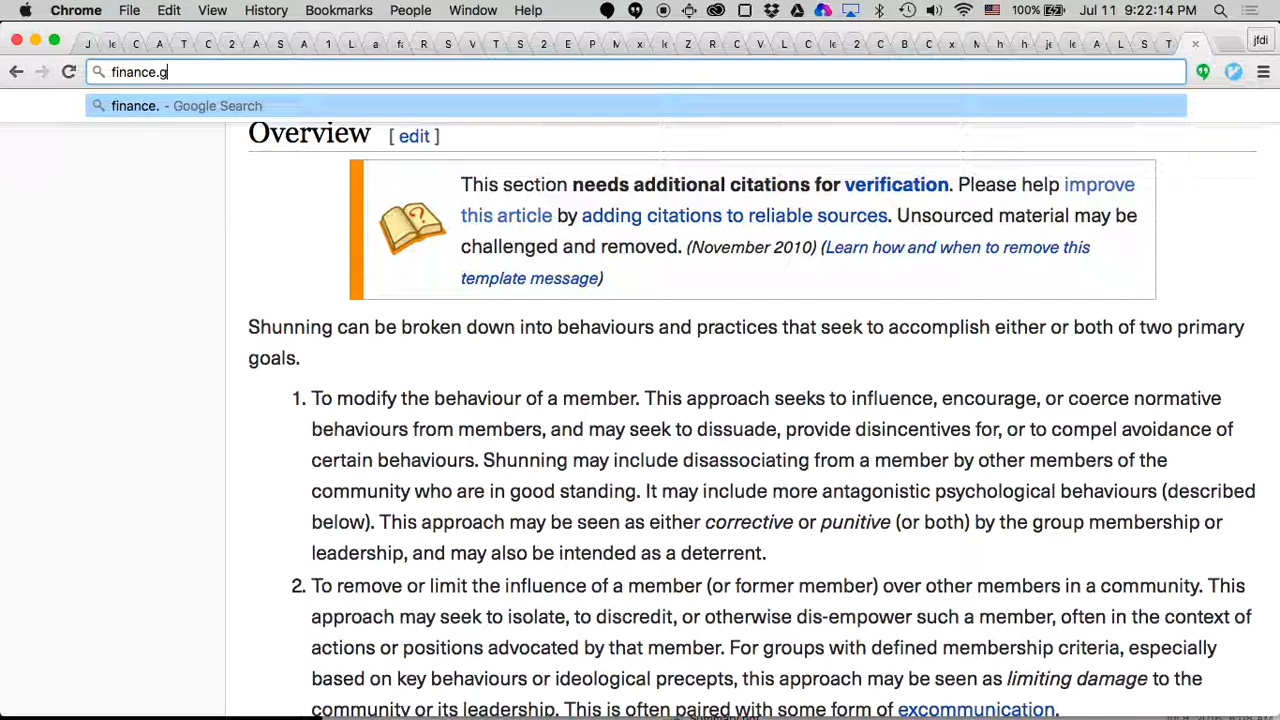 Chrome File Edit View History Bookmarks People Window Help 100% Jul 11 9:22:14 PM
J le C A T C 2 A S A 1 L a fa R S V T S 2 E P M x le Z R C V L C le 2 C B C x M h h je le A L S T jfdi
finance.g
finance. - Google Search
Overview [ edit ]
This section needs additional citations for verification. Please help improve
this article by adding citations to reliable sources. Unsourced material may be
challenged and removed. (November 2010) (Learn how and when to remove this
template message)
Shunning can be broken down into behaviours and practices that seek to accomplish either or both of two primary
goals.
1. To modify the behaviour of a member. This approach seeks to influence, encourage, or coerce normative
behaviours from members, and may seek to dissuade, provide disincentives for, or to compel avoidance of
certain behaviours. Shunning may include disassociating from a member by other members of the
community who are in good standing. It may include more antagonistic psychological behaviours (described
below). This approach may be seen as either corrective or punitive (or both) by the group membership or
leadership, and may also be intended as a deterrent.
2. To remove or limit the influence of a member (or former member) over other members in a community. This
approach may seek to isolate, to discredit, or otherwise dis-empower such a member, often in the context of
actions or positions advocated by that member. For groups with defined membership criteria, especially
based on key behaviours or ideological precepts, this approach may be seen as limiting damage to the
community or its leadership. This is often paired with some form of excommunication.